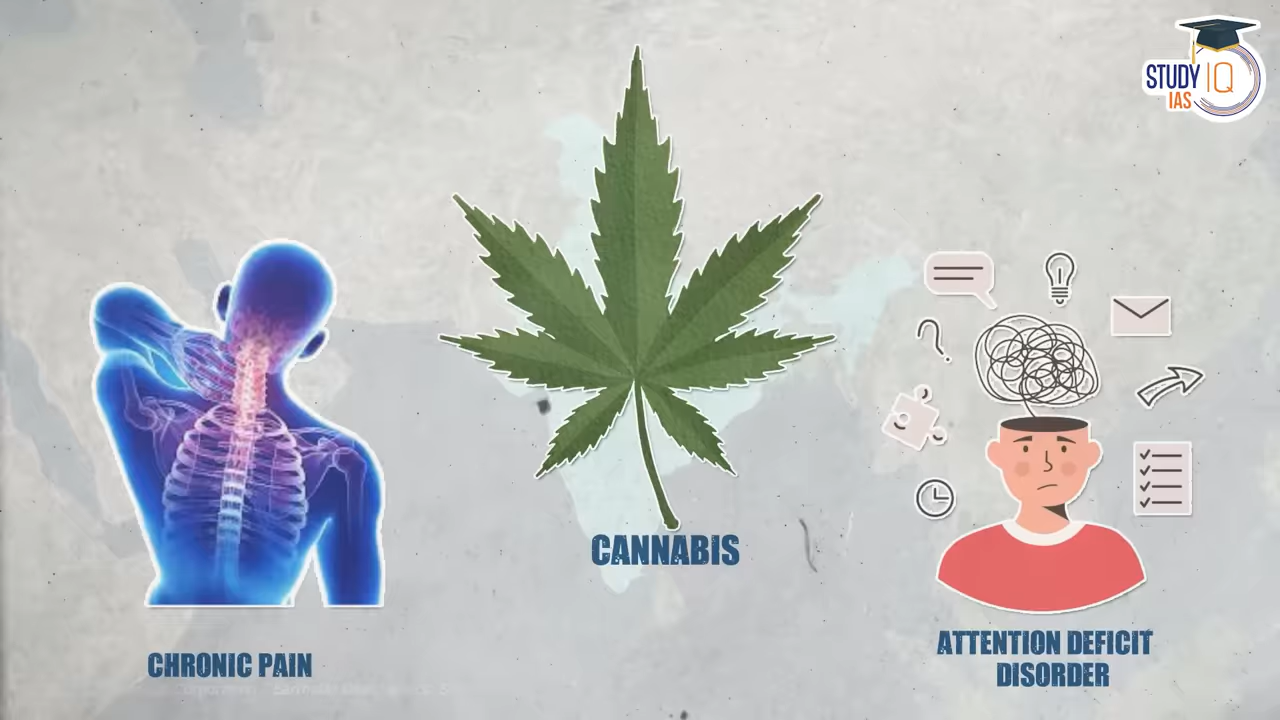 STUDY IQ
IAS
CANNABIS
CHRONIC PAIN
ATTENTION DEFICIT
DISORDER